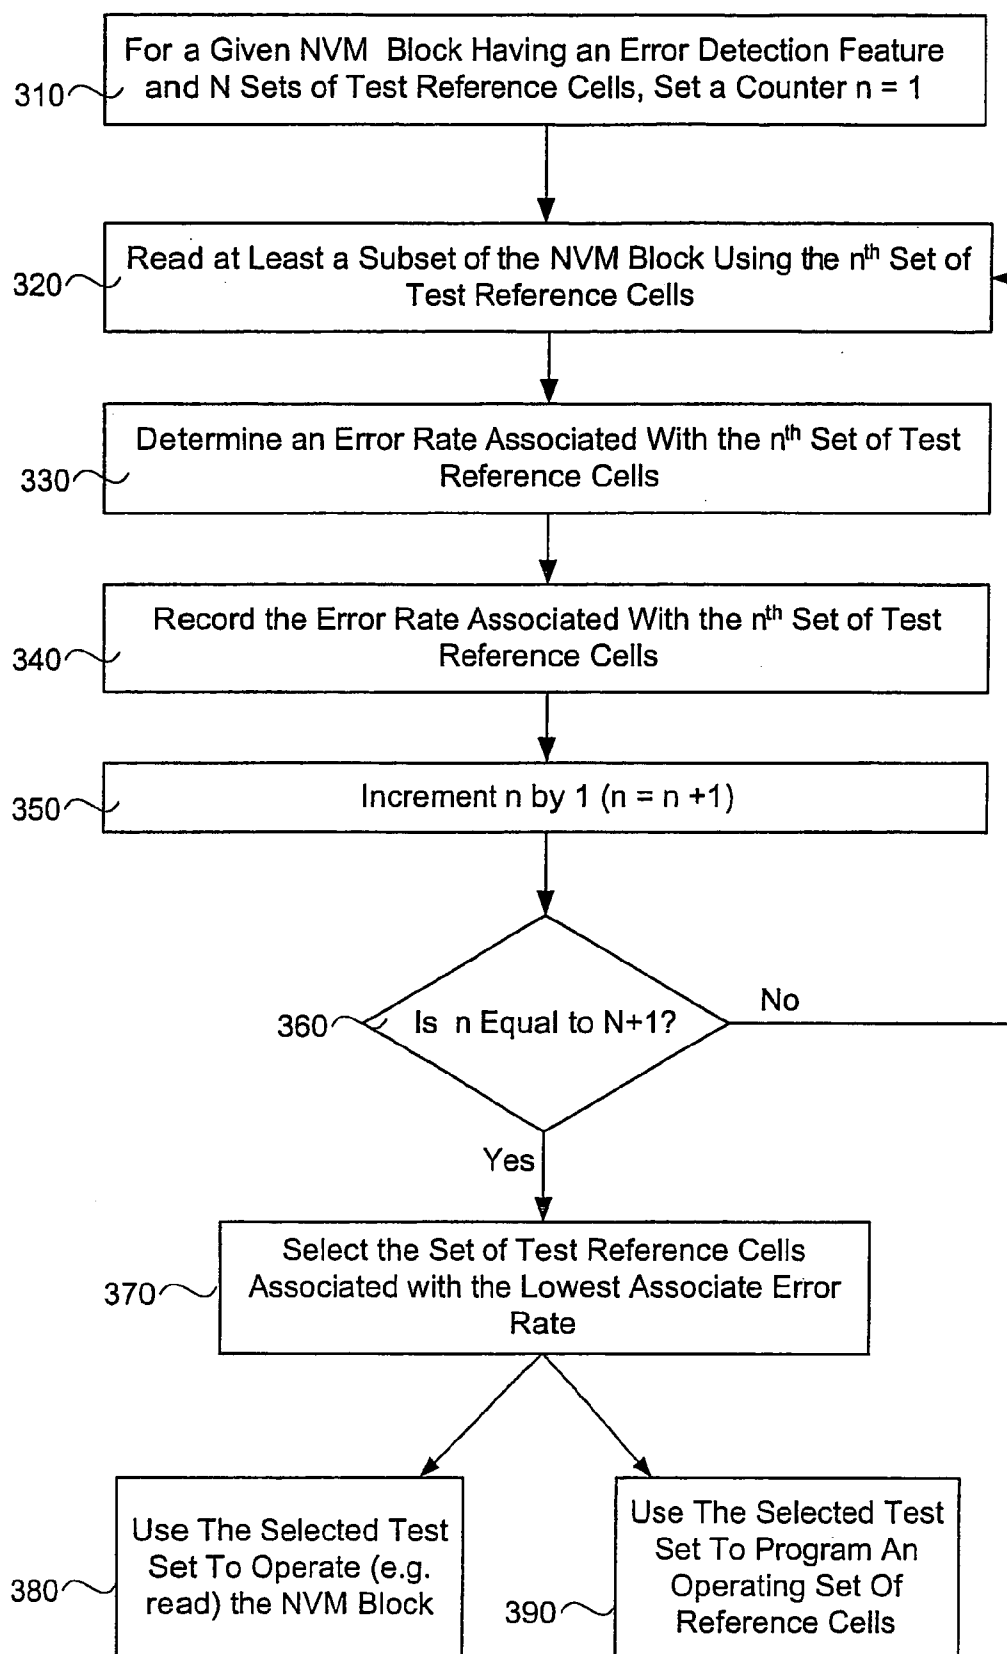 For a Given NVM Block Having an Error Detection Feature
310 and N Sets of Test Reference Cells, Set a Counter n = 1
Read at Least a Subset of the NVM Block Using the nth Set of
320 Test Reference Cells
Determine an Error Rate Associated With the nth Set of Test
330 Reference Cells
Record the Error Rate Associated With the nth Set of Test
340 Reference Cells
350 Increment n by 1 (n = n +1)
No
360 Is n Equal to N+1?
Yes
Select the Set of Test Reference Cells
370 Associated with the Lowest Associate Error
Rate
Use The Selected Test
Set To Operate (e.g.
380 read) the NVM Block
Use The Selected Test
Set To Program An
Operating Set Of
390 Reference Cells